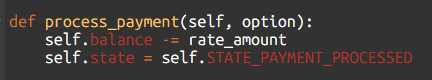 def process_payment(self, option):
    self.balance -= rate_amount
    self.state = self.STATE_PAYMENT_PROCESSED